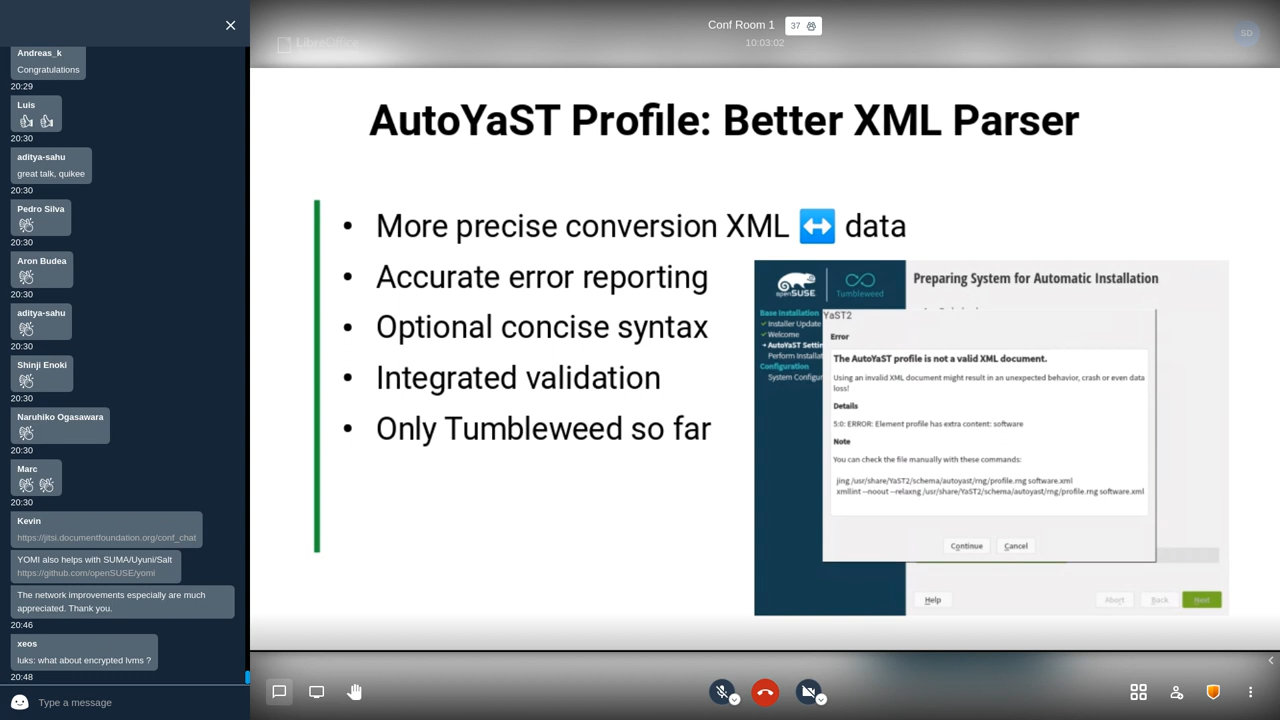 Andreas_k
Congratulations
20:29
Luis
20:30
aditya-sahu
great talk, quikee
20:30
Pedro Silva
20:30
Aron Budea
20:30
aditya-sahu
20:30
Shinji Enoki
20:30
Naruhiko Ogasawara
20:30
Marc
20:30
Kevin
https://jitsi.documentfoundation.org/conf_chat
YOMI also helps with SUMA/Uyuni/Salt
https://github.com/openSUSE/yomi
The network improvements especially are much
appreciated. Thank you.
20:46
xeos
luks: what about encrypted lvms ?
20:48
Type a message
Conf Room 1
37
10:03:02
SD
LibreOffice
AutoYaST Profile: Better XML Parser
• More precise conversion XML ↔ data
• Accurate error reporting
• Optional concise syntax
• Integrated validation
• Only Tumbleweed so far
openSUSE
Tumbleweed
Preparing System for Automatic Installation
Base Installation
Installer Update
Welcome
AutoYaST Settin
Perform Installat
Configuration
System Configur
YaST2
Error
The AutoYaST profile is not a valid XML document.
Using an invalid XML document might result in an unexpected behavior, crash or even data
loss!
Details
5:0: ERROR: Element profile has extra content: software
Note
You can check the file manually with these commands:
jing /usr/share/YaST2/schema/autoyast/rng/profile.rng software.xml
xmllint --noout --relaxng /usr/share/YaST2/schema/autoyast/rng/profile.rng software.xml
Continue
Cancel
Help
Abort
Back
Next